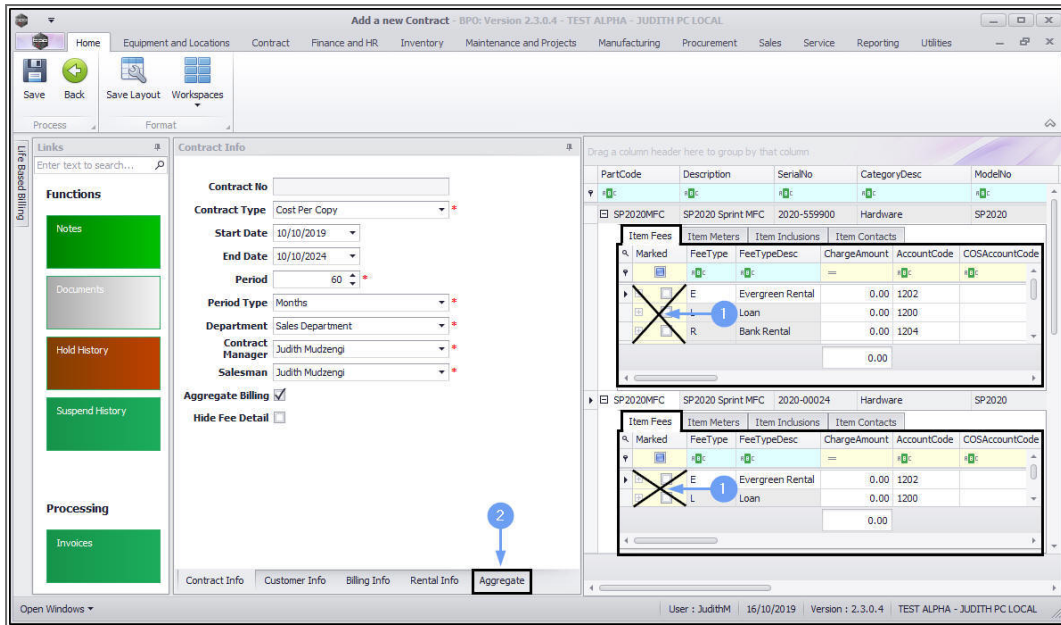 Add a new Contract - BPO: Version 2.3.0.4 - TEST ALPHA - JUDITH PC LOCAL
Home Equipment and Locations Contract Finance and HR Inventory Maintenance and Projects Manufacturing Procurement Sales Service Reporting Utilities
Save Back Save Layout Workspaces
Process Format
Life Based Billing
Links
Enter text to search...
Functions
Notes
Documents
Hold History
Suspend History
Processing
Invoices
Contract Info
Contract No
Contract Type Cost Per Copy *
Start Date 10/10/2019
End Date 10/10/2024
Period 60 *
Period Type Months *
Department Sales Department *
Contract
Manager Judith Mudzengi *
Salesman Judith Mudzengi *
Aggregate Billing
Hide Fee Detail
2
Contract Info Customer Info Billing Info Rental Info Aggregate
Drag a column header here to group by that column
PartCode Description SerialNo CategoryDesc ModelNo
SP2020MFC SP2020 Sprint MFC 2020-559900 Hardware SP2020
Item Fees Item Meters Item Inclusions Item Contacts
Marked FeeType FeeTypeDesc ChargeAmount AccountCode COSAccountCode
=
E Evergreen Rental 0.00 1202
L Loan 0.00 1200
1
R Bank Rental 0.00 1204
0.00
SP2020MFC SP2020 Sprint MFC 2020-00024 Hardware SP2020
Item Fees Item Meters Item Inclusions Item Contacts
Marked FeeType FeeTypeDesc ChargeAmount AccountCode COSAccountCode
=
E Evergreen Rental 0.00 1202
1
L Loan 0.00 1200
0.00
Open Windows User : JudithM 16/10/2019 Version : 2.3.0.4 TEST ALPHA - JUDITH PC LOCAL